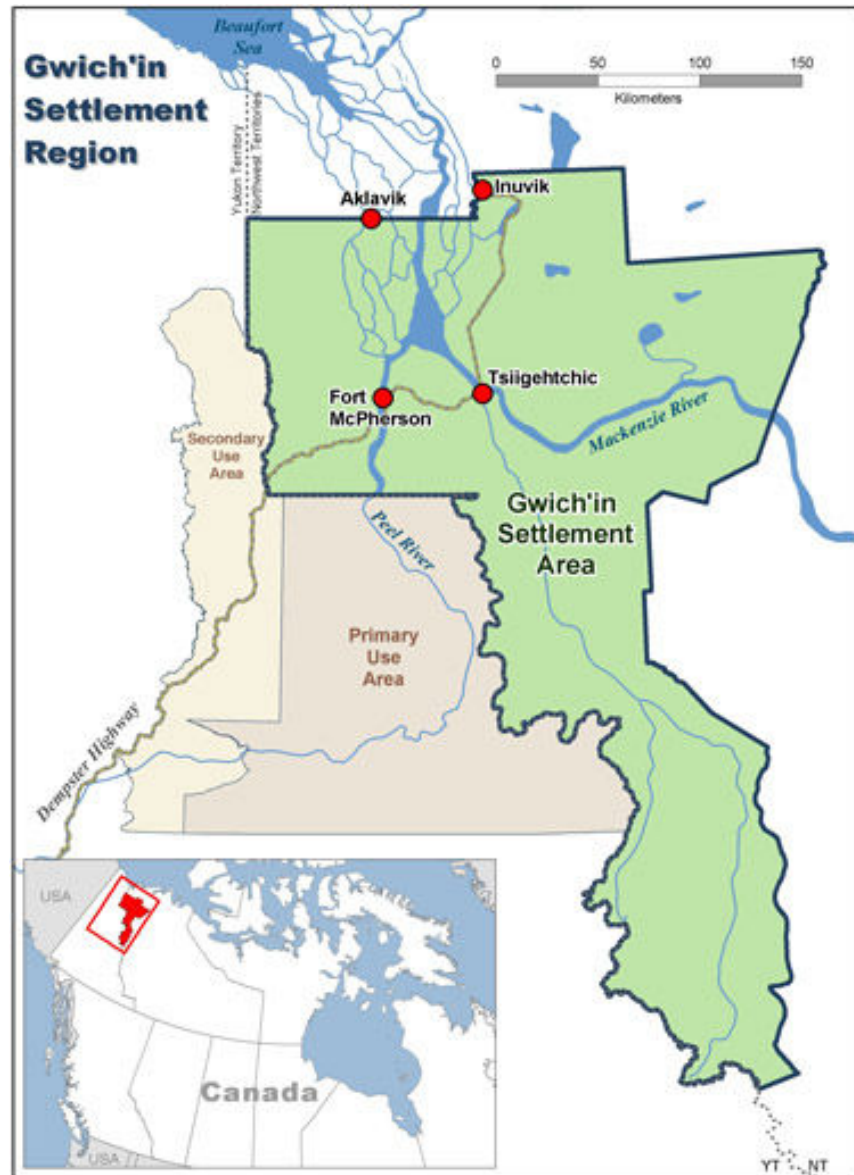 Beaufort
Sea
Gwich'in
Settlement
Region
0 50 100 150
Kilometers
Yukon Territory
Northwest Territories
Aklavik
Inuvik
Tsiigehtchic
Fort
McPherson
Mackenzie River
Secondary
Use
Area
Gwich'in
Settlement
Area
Peel River
Primary
Use
Area
Dempster Highway
USA
Canada
USA
YT NT